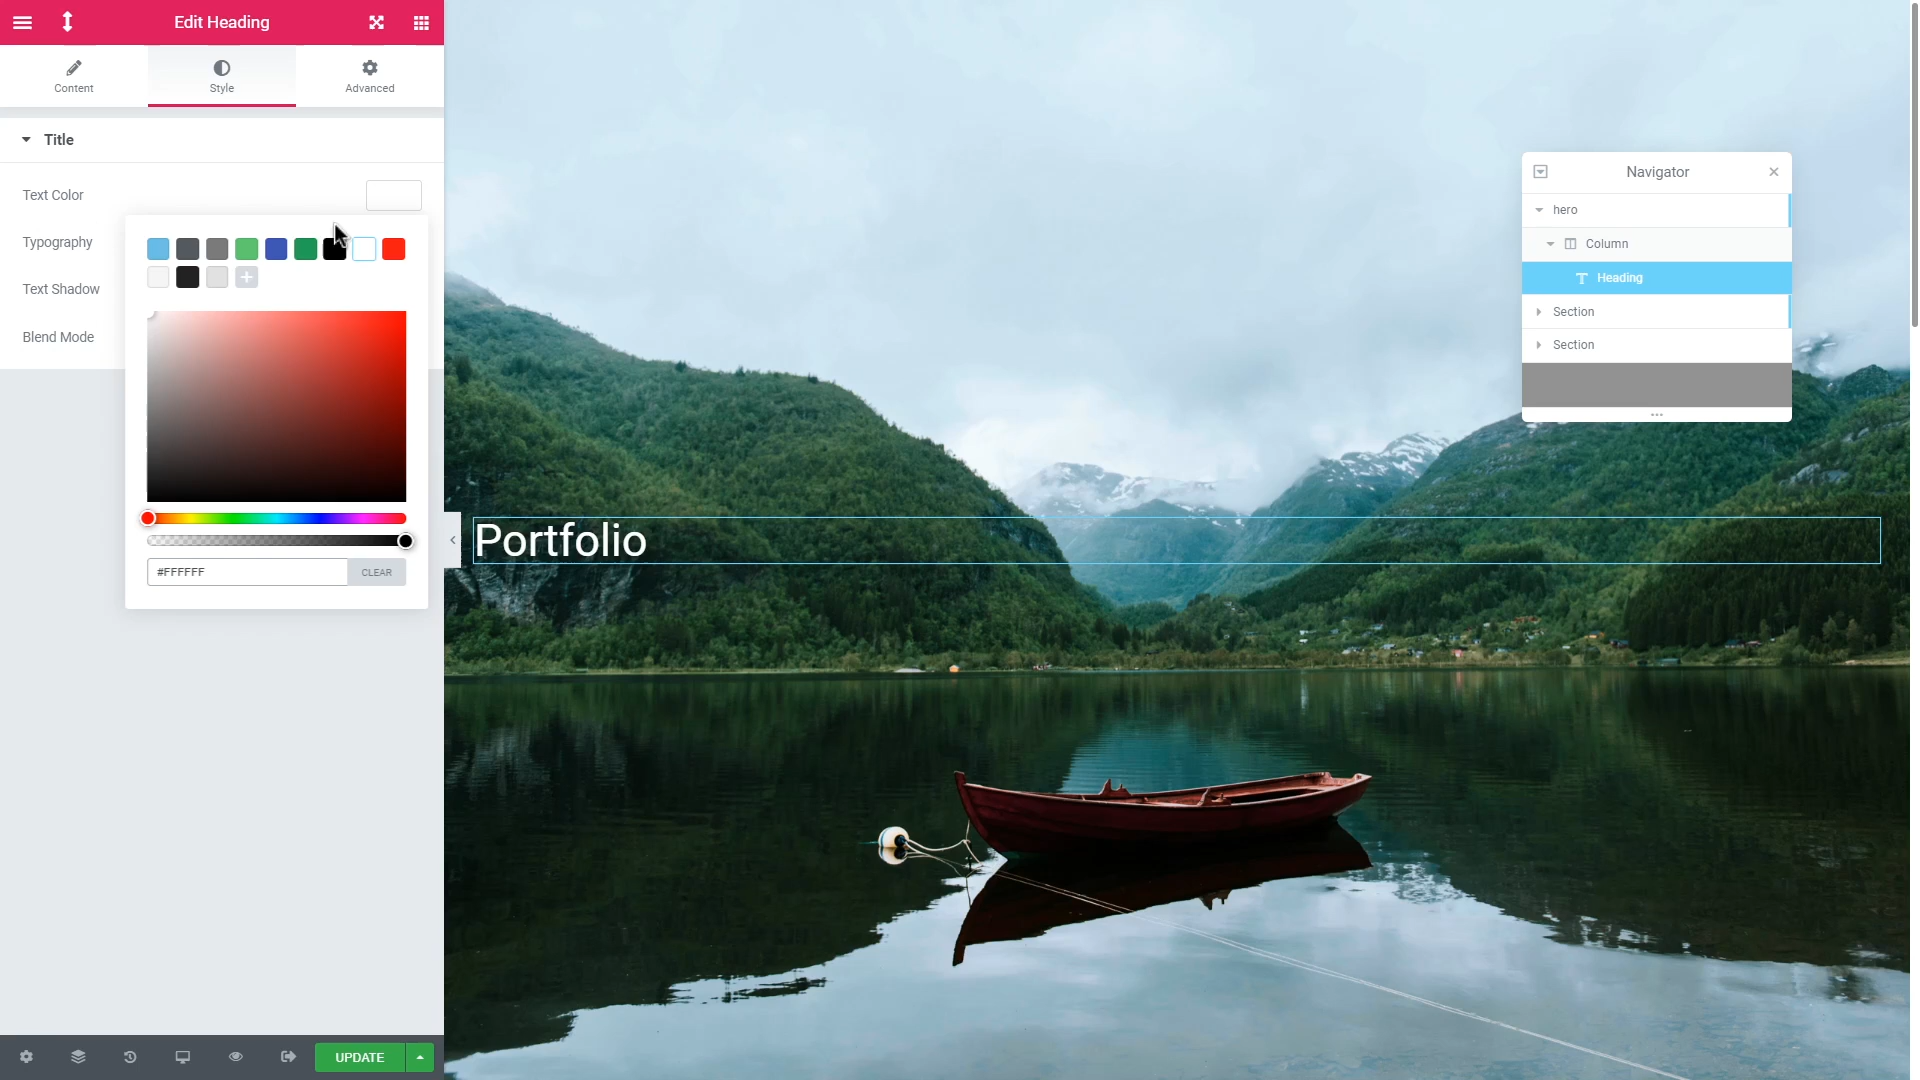 Edit Heading
Content
Style
Advanced
Title
Text Color
Typography
Text Shadow
Blend Mode
#FFFFFF
CLEAR
UPDATE
Portfolio
Navigator
hero
Column
Heading
Section
Section